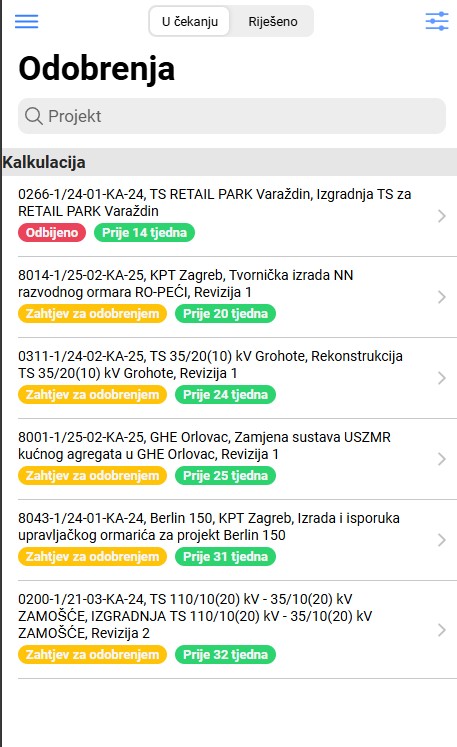 U čekanju Riješeno
Odobrenja
Projekt
Kalkulacija
0266-1/24-01-KA-24, TS RETAIL PARK Varaždin, Izgradnja TS za
RETAIL PARK Varaždin
Odbijeno Prije 14 tjedna
8014-1/25-02-KA-25, KPT Zagreb, Tvornička izrada NN
razvodnog ormara RO-PEĆI, Revizija 1
Zahtjev za odobrenjem Prije 20 tjedna
0311-1/24-02-KA-25, TS 35/20(10) kV Grohote, Rekonstrukcija
TS 35/20(10) kV Grohote, Revizija 1
Zahtjev za odobrenjem Prije 24 tjedna
8001-1/25-02-KA-25, GHE Orlovac, Zamjena sustava USZMR
kućnog agregata u GHE Orlovac, Revizija 1
Zahtjev za odobrenjem Prije 25 tjedna
8043-1/24-01-KA-24, Berlin 150, KPT Zagreb, Izrada i isporuka
upravljačkog ormarića za projekt Berlin 150
Zahtjev za odobrenjem Prije 31 tjedna
0200-1/21-03-KA-24, TS 110/10(20) kV - 35/10(20) kV
ZAMOŠĆE, IZGRADNJA TS 110/10(20) kV - 35/10(20) kV
ZAMOŠĆE, Revizija 2
Zahtjev za odobrenjem Prije 32 tjedna